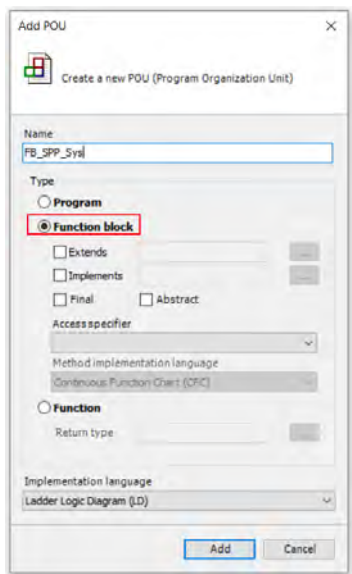 Add POU
Create a new POU (Program Organization Unit)
Name
FB_SPP_Sys
Type
Program
Function block
Extends
...
Implements
...
Final Abstract
Access specifier
Method implementation language
Continuous Function Chart (CFC)
Function
Return type
...
Implementation language
Ladder Logic Diagram (LD)
Add Cancel